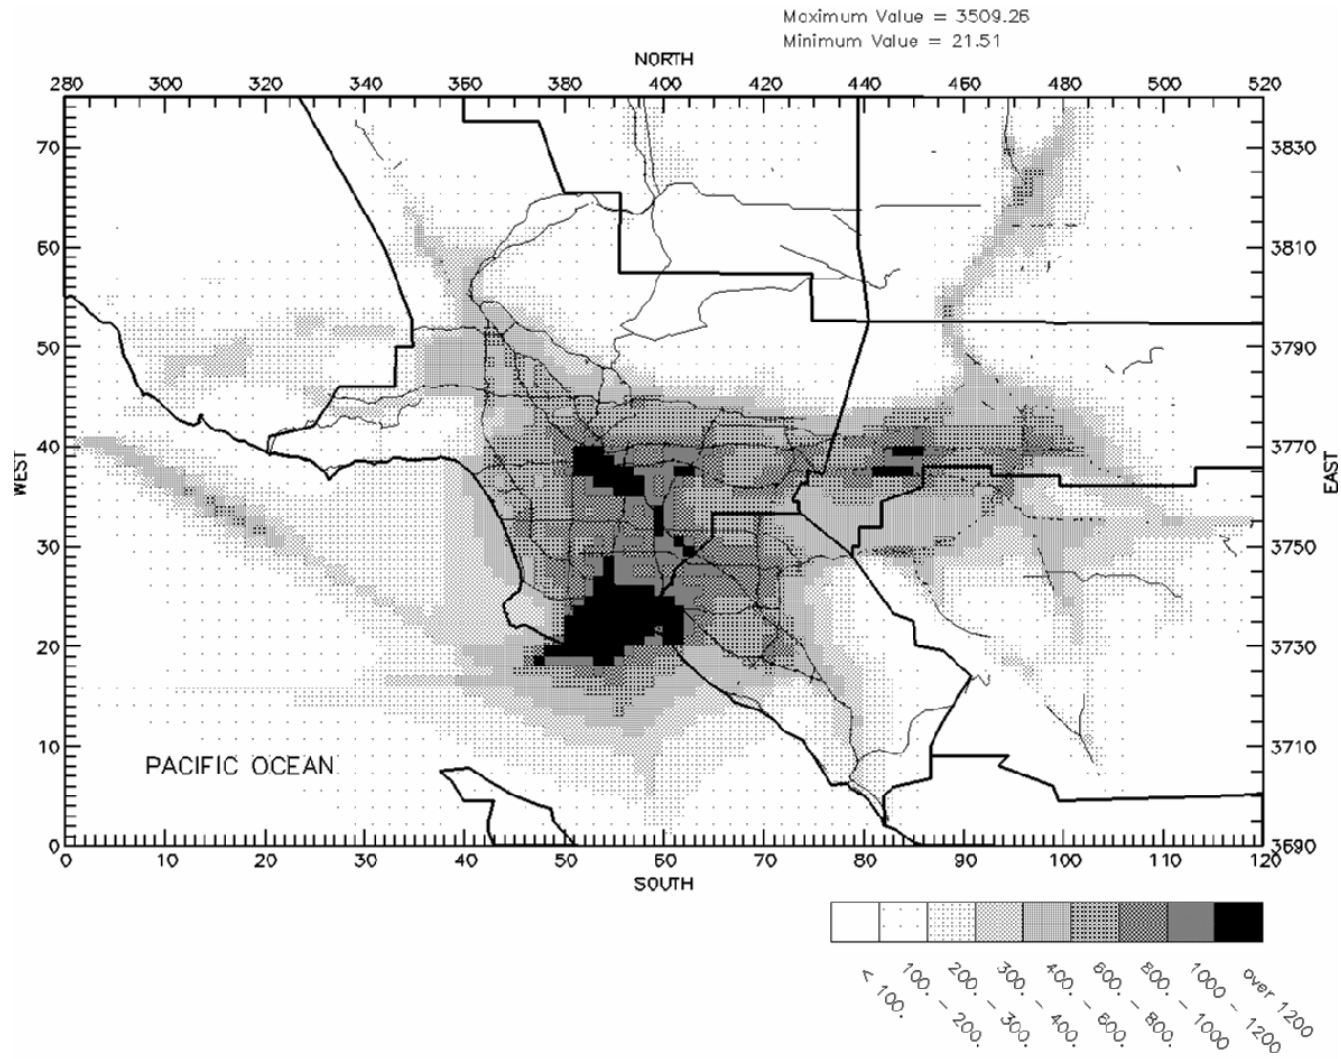 Maximum Value = 3509.26
Minimum Value = 21.51
NORTH
280 300 320 340 360 380 400 420 440 460 480 500 520
70 3830
60 3810
50 3790
40 3770
WEST EAST
30 3750
20 3730
10 3710
PACIFIC OCEAN
0 3690
0 10 20 30 40 50 60 70 80 90 100 110 120
SOUTH
< 100.
100. - 200.
200. - 300.
300. - 400.
400. - 600.
600. - 800.
800. - 1000
1000 - 1200
over 1200